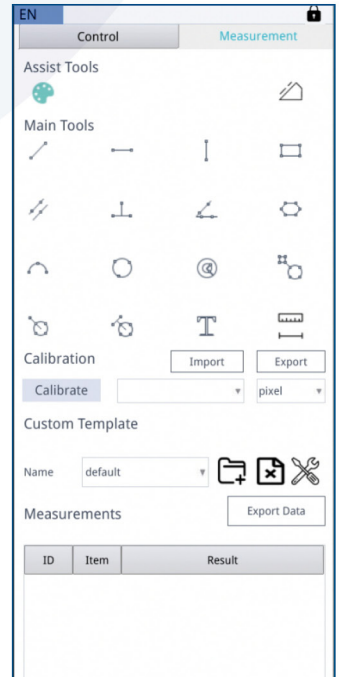 EN
Control Measurement
Assist Tools
Main Tools
T
Calibration Import Export
Calibrate pixel
Custom Template
Name default
Measurements Export Data
ID Item Result